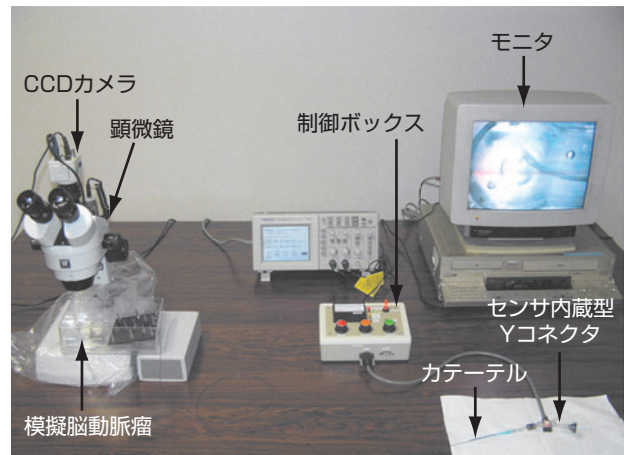 モニタ
CCDカメラ
顕微鏡
制御ボックス
センサ内蔵型
Yコネクタ
カテーテル
模擬脳動脈瘤